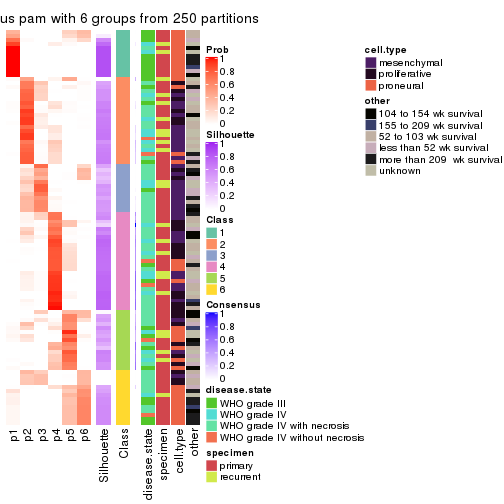 us pam with 6 groups from 250 partitions
Prob
1
0.8
0.6
0.4
0.2
0
Silhouette
1
0.8
0.6
0.4
0.2
0
Class
1
2
3
4
5
6
Consensus
1
0.8
0.6
0.4
0.2
0
disease.state
WHO grade III
WHO grade IV
WHO grade IV with necrosis
WHO grade IV without necrosis
specimen
primary
recurrent
cell.type
mesenchymal
proliferative
proneural
other
104 to 154 wk survival
155 to 209 wk survival
52 to 103 wk survival
less than 52 wk survival
more than 209  wk survival
unknown
p1
p2
p3
p4
p5
p6
Silhouette
Class
disease.state
specimen
cell.type
other